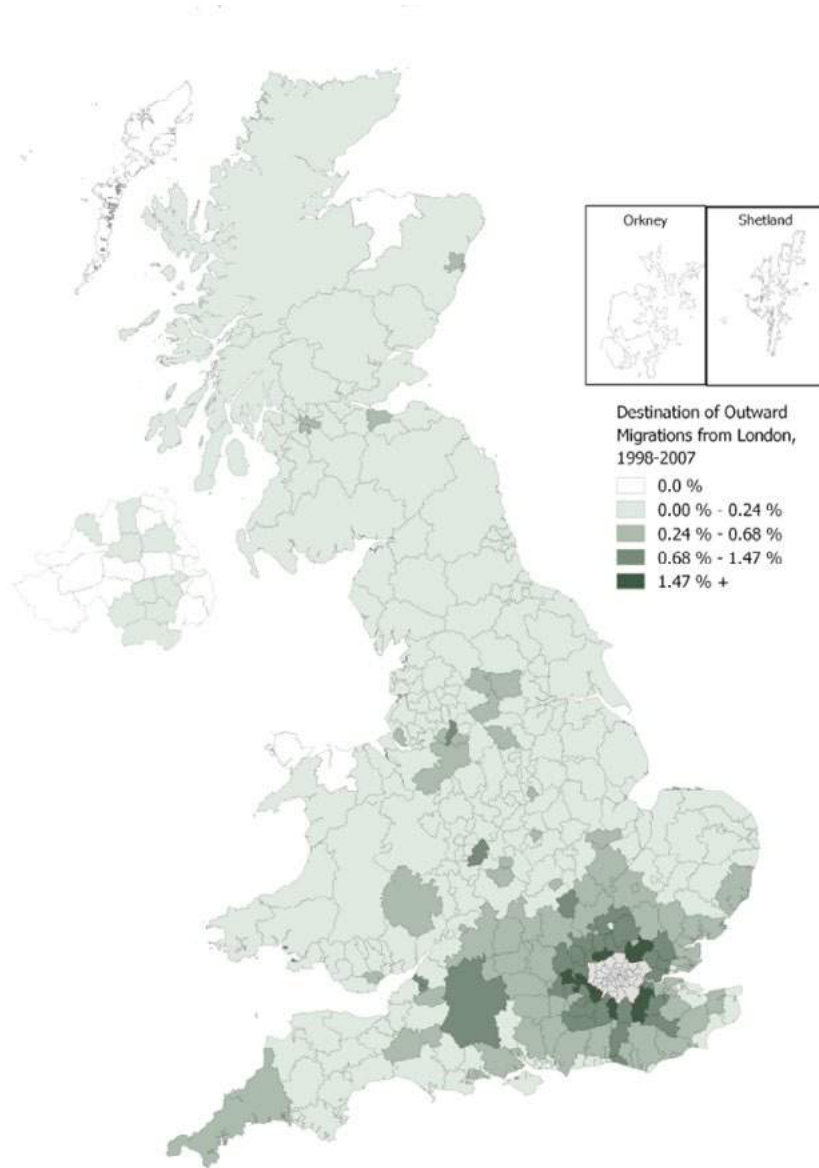 Orkney
Shetland
Destination of Outward
Migrations from London,
1998-2007
0.0 %
0.00 % - 0.24 %
0.24 % - 0.68 %
0.68 % - 1.47 %
1.47 % +